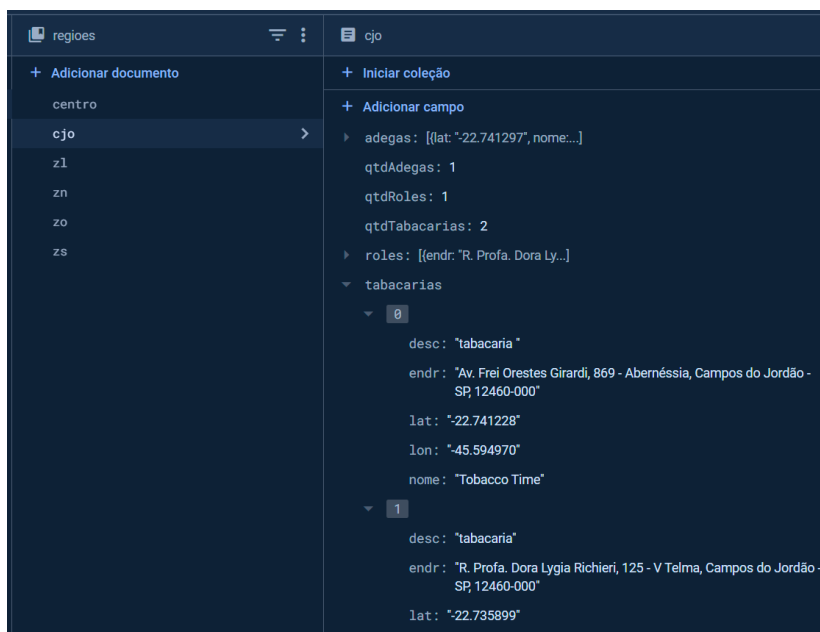 regioes
+ Adicionar documento
centro
cjo
zl
zn
zo
zs
cjo
+ Iniciar coleção
+ Adicionar campo
adegas: [{lat: "-22.741297", nome:...]
qtdAdegas: 1
qtdRoles: 1
qtdTabacarias: 2
roles: [{endr: "R. Profa. Dora Ly...]
tabacarias
0
desc: "tabacaria "
endr: "Av. Frei Orestes Girardi, 869 - Abernéssia, Campos do Jordão -
SP, 12460-000"
lat: "-22.741228"
lon: "-45.594970"
nome: "Tobacco Time"
1
desc: "tabacaria"
endr: "R. Profa. Dora Lygia Richieri, 125 - V Telma, Campos do Jordão -
SP, 12460-000"
lat: "-22.735899"